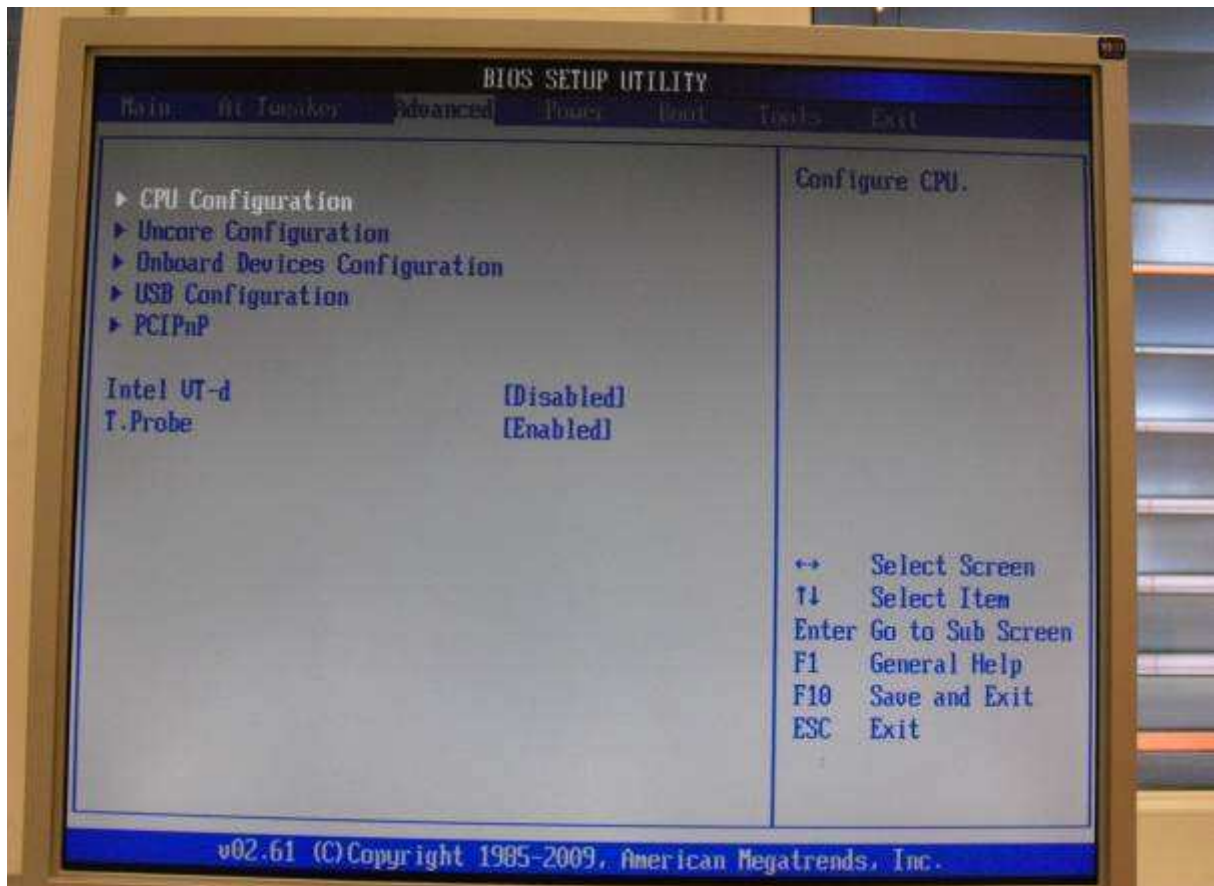 BIOS SETUP UTILITY
Main Ai Tweaker Advanced Power Boot Tools Exit
▶ CPU Configuration
▶ Uncore Configuration
▶ Onboard Devices Configuration
▶ USB Configuration
▶ PCIPnP
Intel VT-d [Disabled]
T.Probe [Enabled]
Configure CPU.
↔ Select Screen
↑↓ Select Item
Enter Go to Sub Screen
F1 General Help
F10 Save and Exit
ESC Exit
v02.61 (C)Copyright 1985-2009, American Megatrends, Inc.